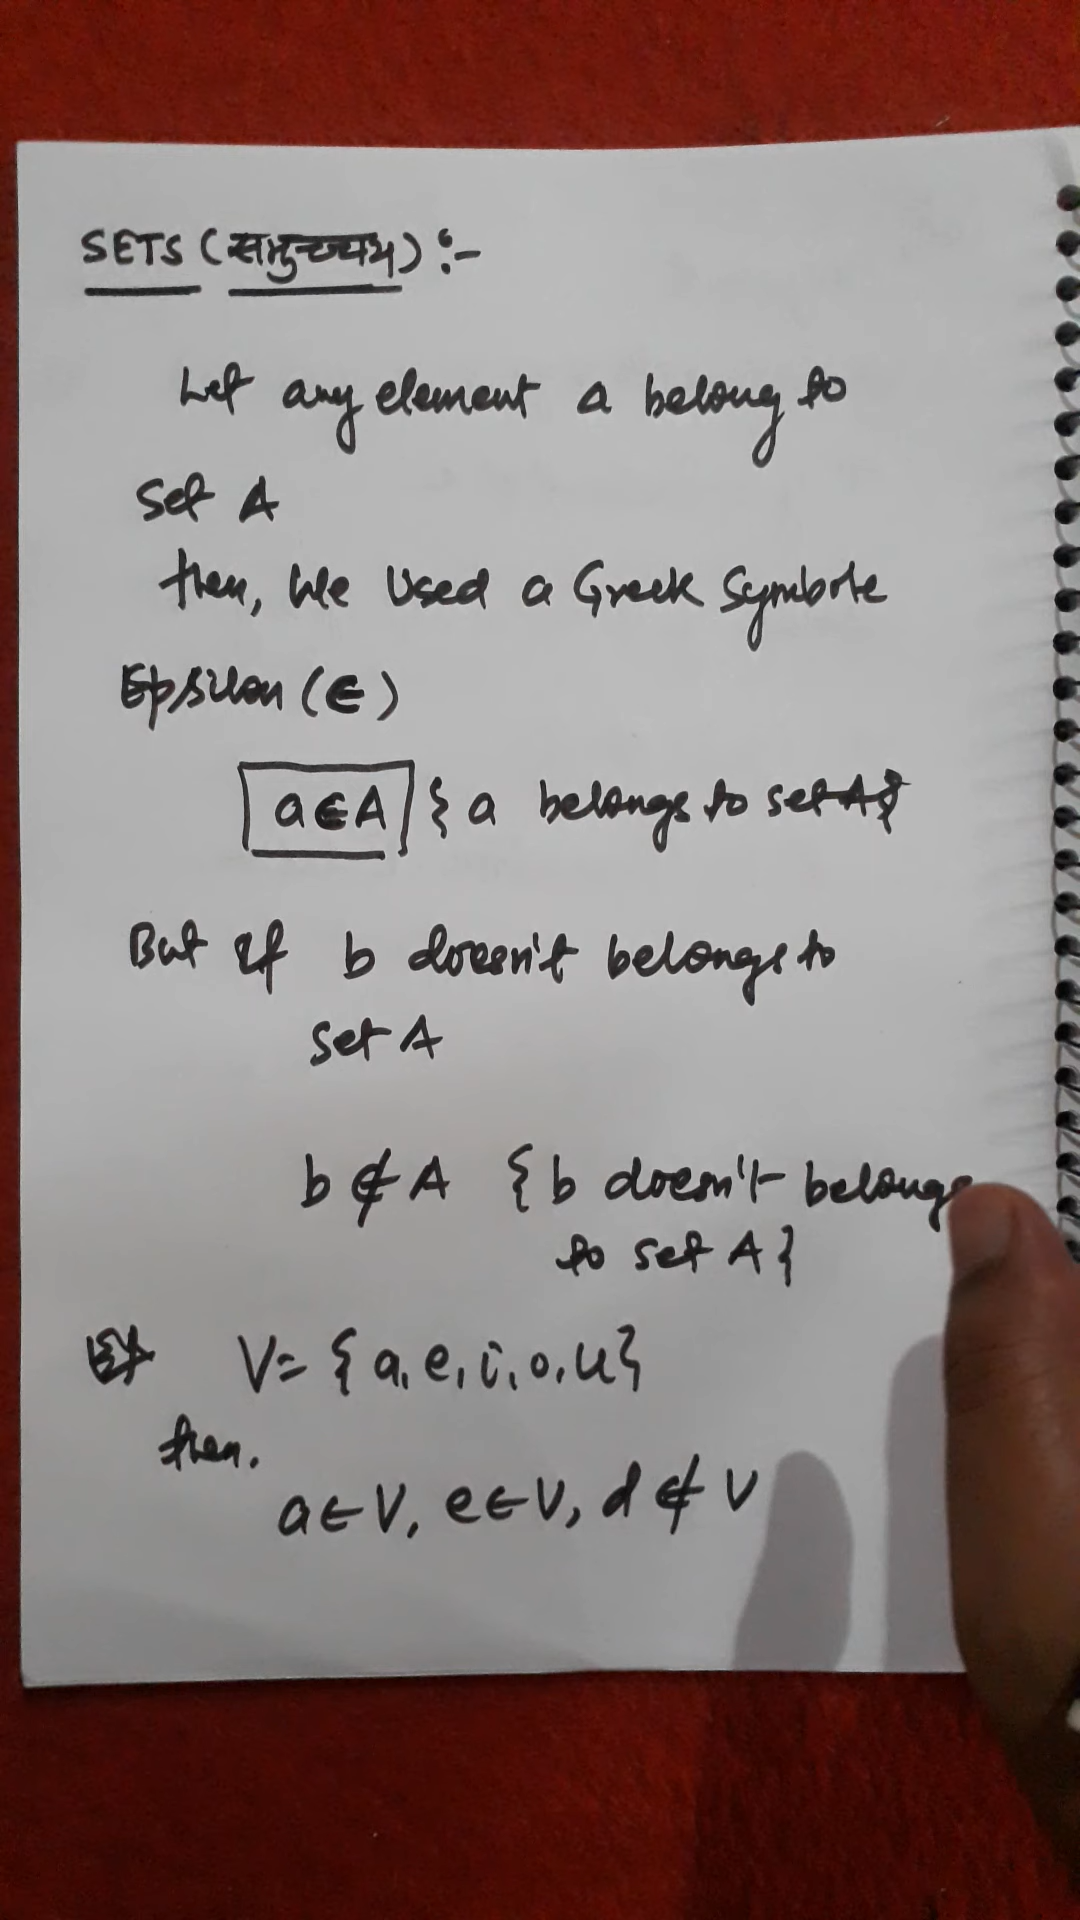 SETS (समुच्चय) :-
Let any element a belong to
Set A
then, We Used a Greek Symbole
Epsilon (∈)
a∈A { a belongs to set A}
But if b doesn't belongs to
set A
b ∉ A { b doesn't belongs
to set A }
Ex V= { a, e, i, o, u}
then.
a∈V, e∈V, d ∉ V